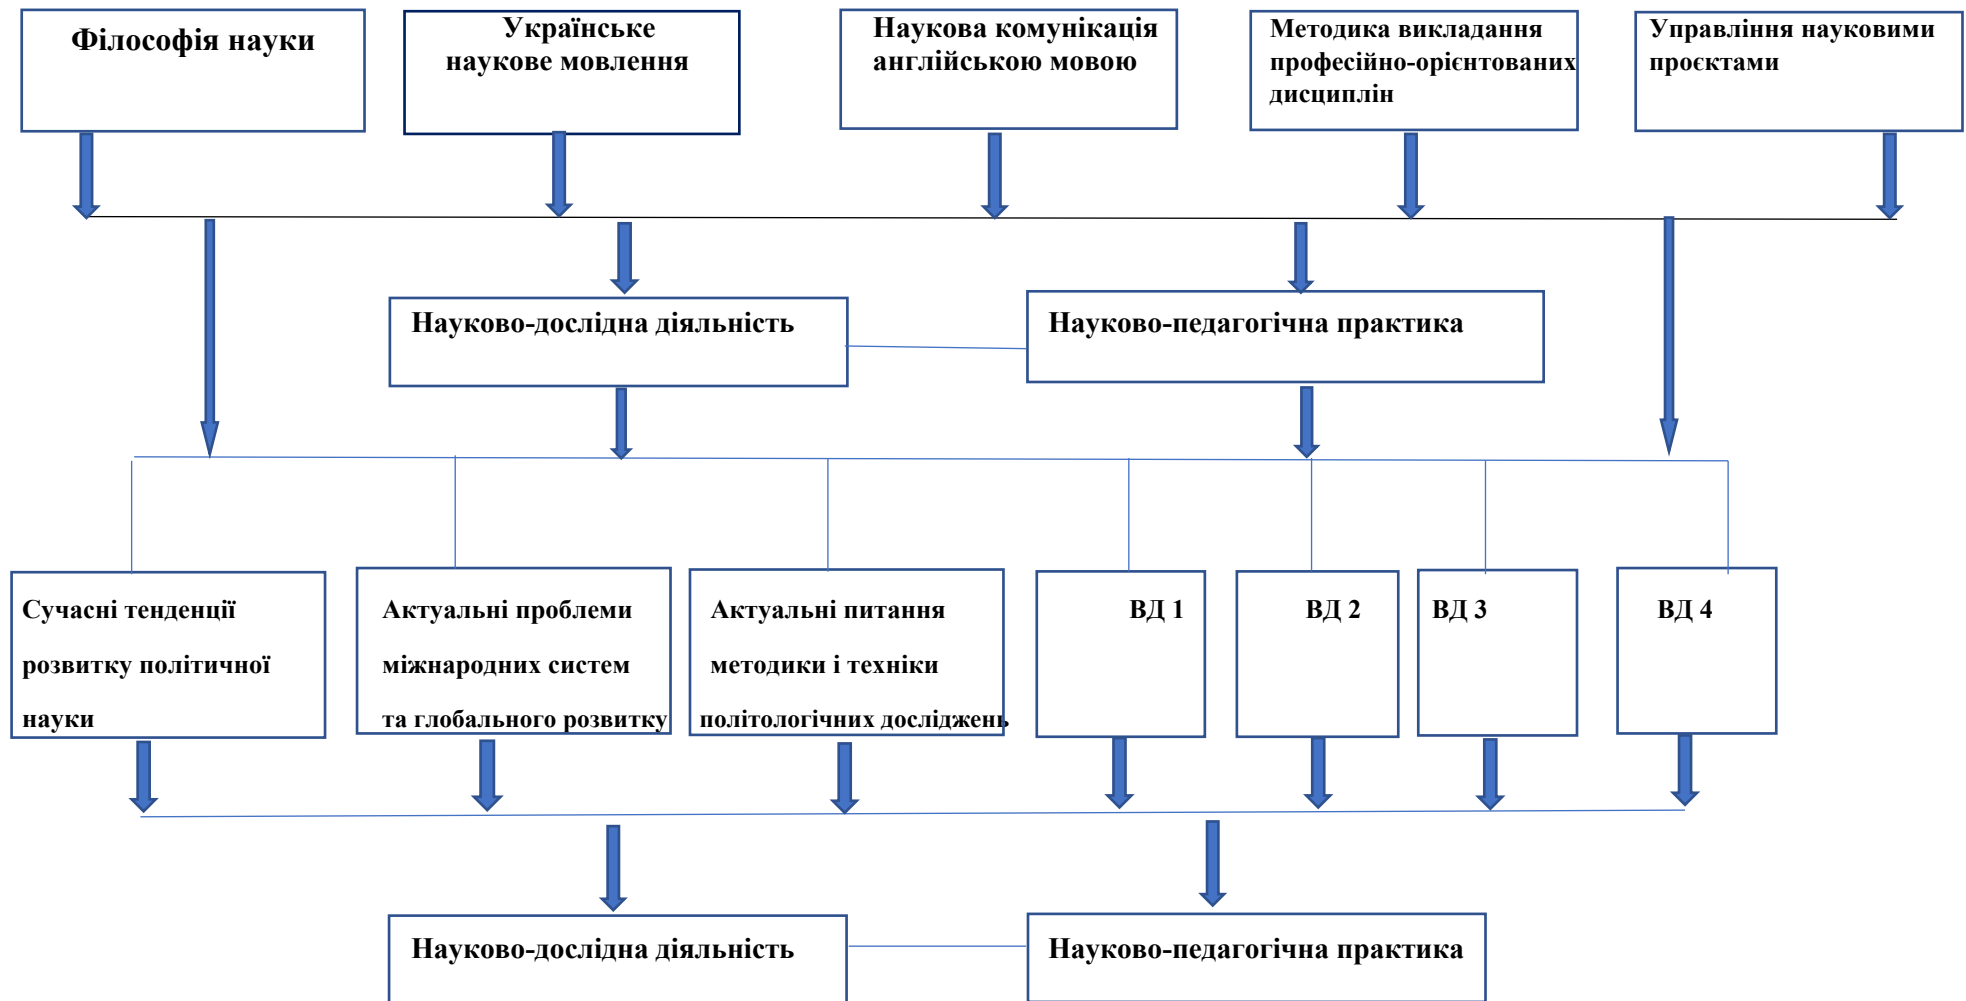 Філософія науки
Українське
наукове мовлення
Наукова комунікація
англійською мовою
Методика викладання
професійно-орієнтованих
дисциплін
Управління науковими
проєктами
Науково-дослідна діяльність
Науково-педагогічна практика
Сучасні тенденції
розвитку політичної
науки
Актуальні проблеми
міжнародних систем
та глобального розвитку
Актуальні питання
методики і техніки
політологічних досліджень
ВД 1
ВД 2
ВД 3
ВД 4
Науково-дослідна діяльність
Науково-педагогічна практика